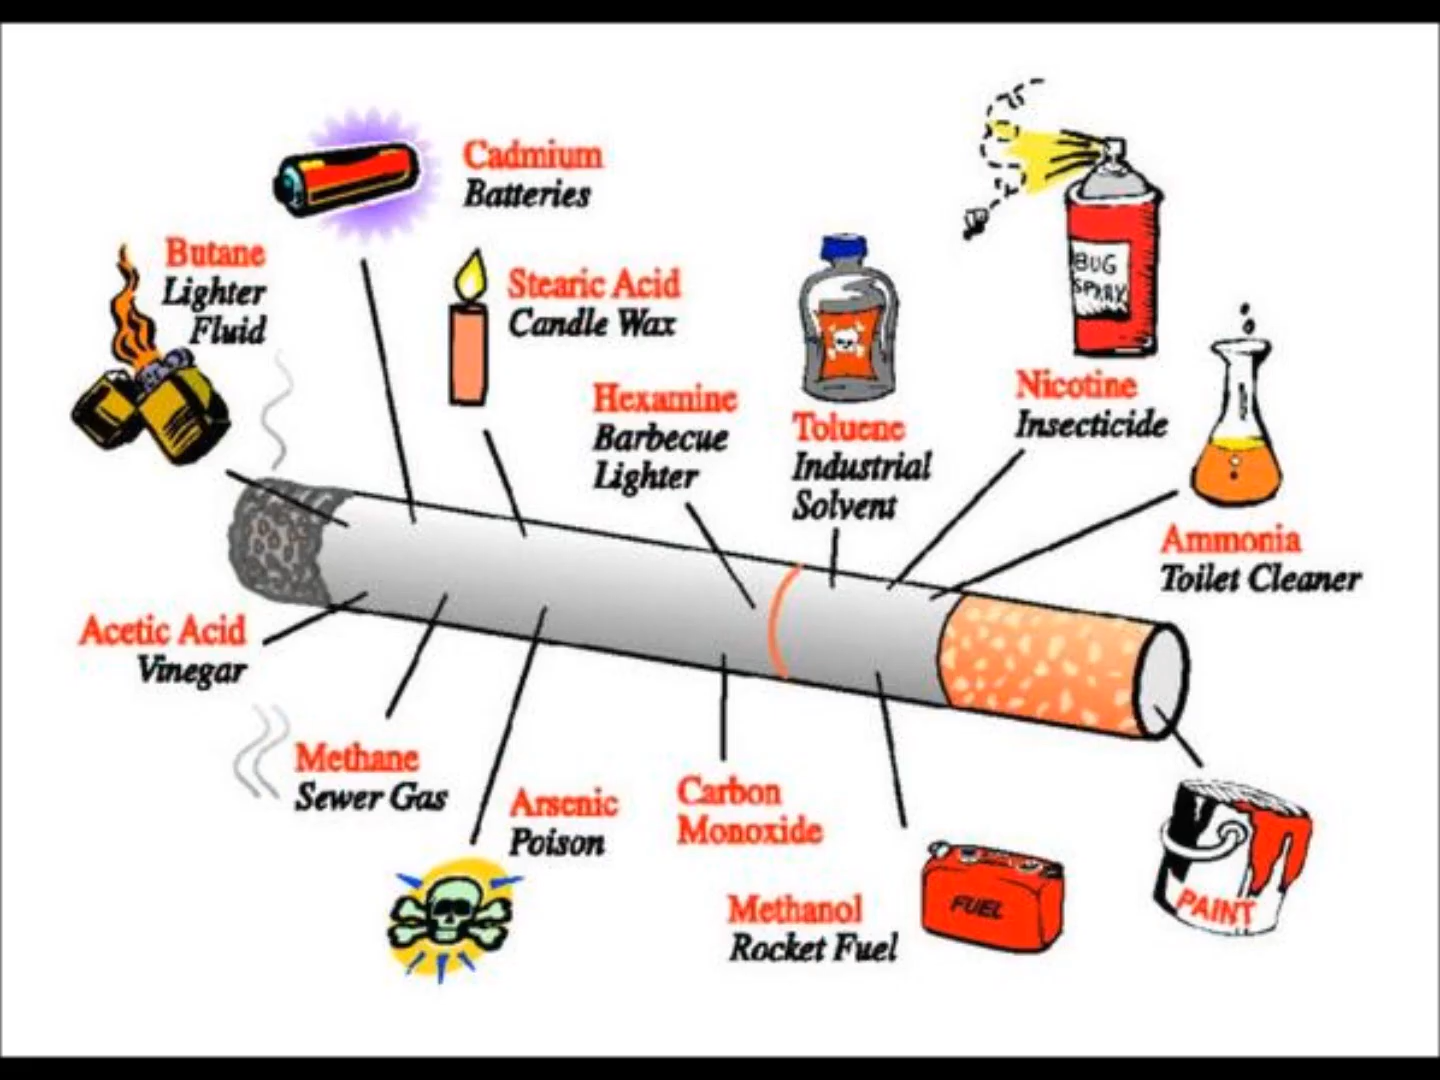 Cadmium
Batteries
Butane
Lighter
Fluid
Stearic Acid
Candle Wax
Hexamine
Barbecue
Lighter
Toluene
Industrial
Solvent
BUG
SPRAY
Nicotine
Insecticide
Ammonia
Toilet Cleaner
Acetic Acid
Vinegar
Methane
Sewer Gas
Arsenic
Poison
Carbon
Monoxide
Methanol
Rocket Fuel
FUEL
PAINT